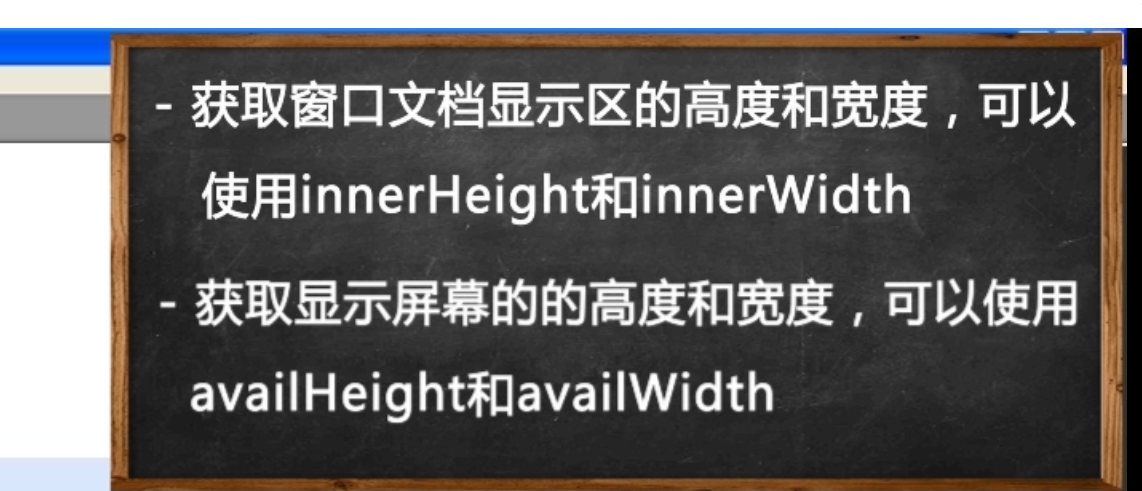 - 获取窗口文档显示区的高度和宽度，可以
使用innerHeight和innerWidth
- 获取显示屏幕的的高度和宽度，可以使用
availHeight和availWidth